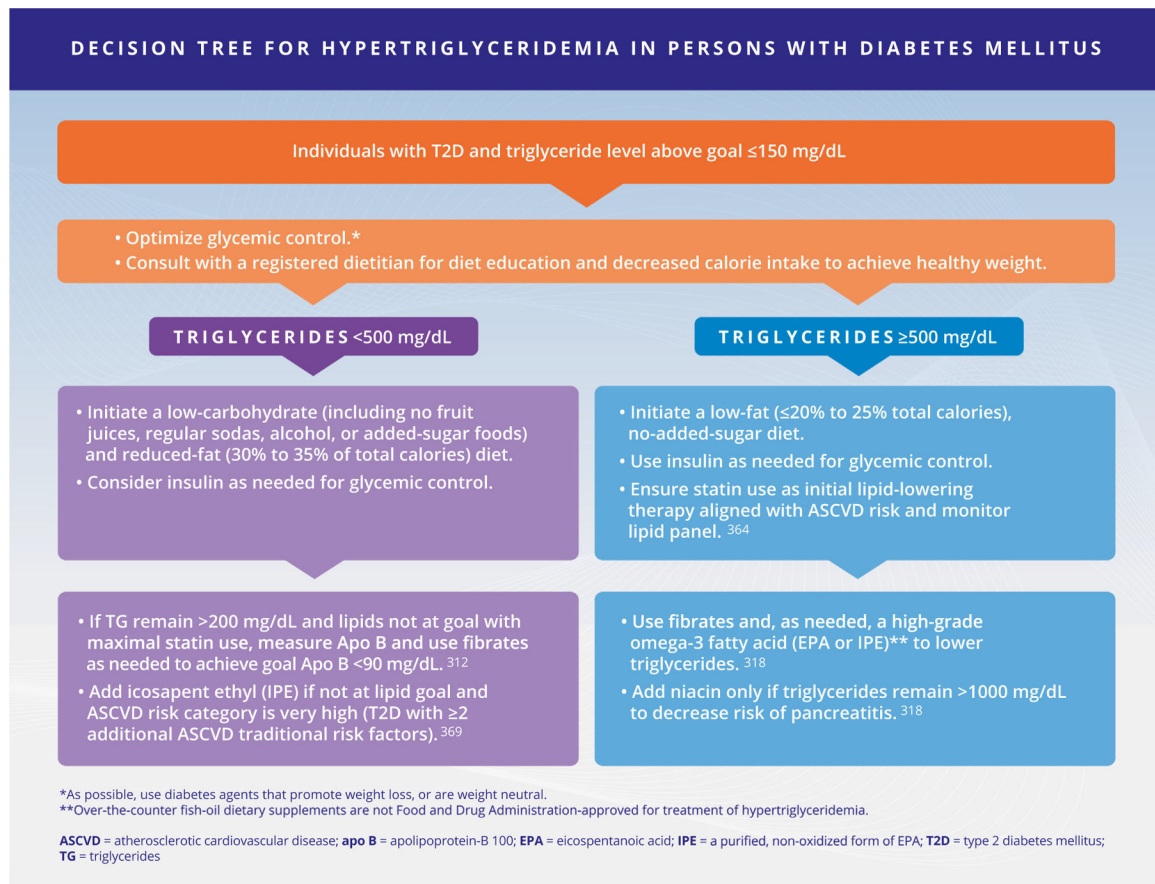 DECISION TREE FOR HYPERTRIGLYCERIDEMIA IN PERSONS WITH DIABETES MELLITUS
Individuals with T2D and triglyceride level above goal ≤150 mg/dL
• Optimize glycemic control.*
• Consult with a registered dietitian for diet education and decreased calorie intake to achieve healthy weight.
TRIGLYCERIDES <500 mg/dL
• Initiate a low-carbohydrate (including no fruit
juices, regular sodas, alcohol, or added-sugar foods)
and reduced-fat (30% to 35% of total calories) diet.
• Consider insulin as needed for glycemic control.
• If TG remain >200 mg/dL and lipids not at goal with
maximal statin use, measure Apo B and use fibrates
as needed to achieve goal Apo B <90 mg/dL. 312
• Add icosapent ethyl (IPE) if not at lipid goal and
ASCVD risk category is very high (T2D with ≥2
additional ASCVD traditional risk factors). 369
TRIGLYCERIDES ≥500 mg/dL
• Initiate a low-fat (≤20% to 25% total calories),
no-added-sugar diet.
• Use insulin as needed for glycemic control.
• Ensure statin use as initial lipid-lowering
therapy aligned with ASCVD risk and monitor
lipid panel. 364
• Use fibrates and, as needed, a high-grade
omega-3 fatty acid (EPA or IPE)** to lower
triglycerides. 318
• Add niacin only if triglycerides remain >1000 mg/dL
to decrease risk of pancreatitis. 318
*As possible, use diabetes agents that promote weight loss, or are weight neutral.
**Over-the-counter fish-oil dietary supplements are not Food and Drug Administration-approved for treatment of hypertriglyceridemia.
ASCVD = atherosclerotic cardiovascular disease; apo B = apolipoprotein-B 100; EPA = eicospentanoic acid; IPE = a purified, non-oxidized form of EPA; T2D = type 2 diabetes mellitus;
TG = triglycerides